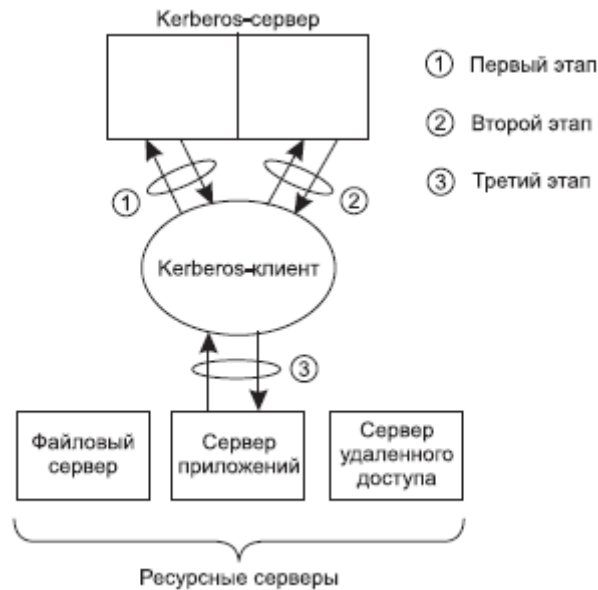 Kerberos-сервер
① Первый этап
② Второй этап
③ Третий этап
①
②
Kerberos-клиент
③
Файловый
сервер
Сервер
приложений
Сервер
удаленного
доступа
Ресурсные серверы